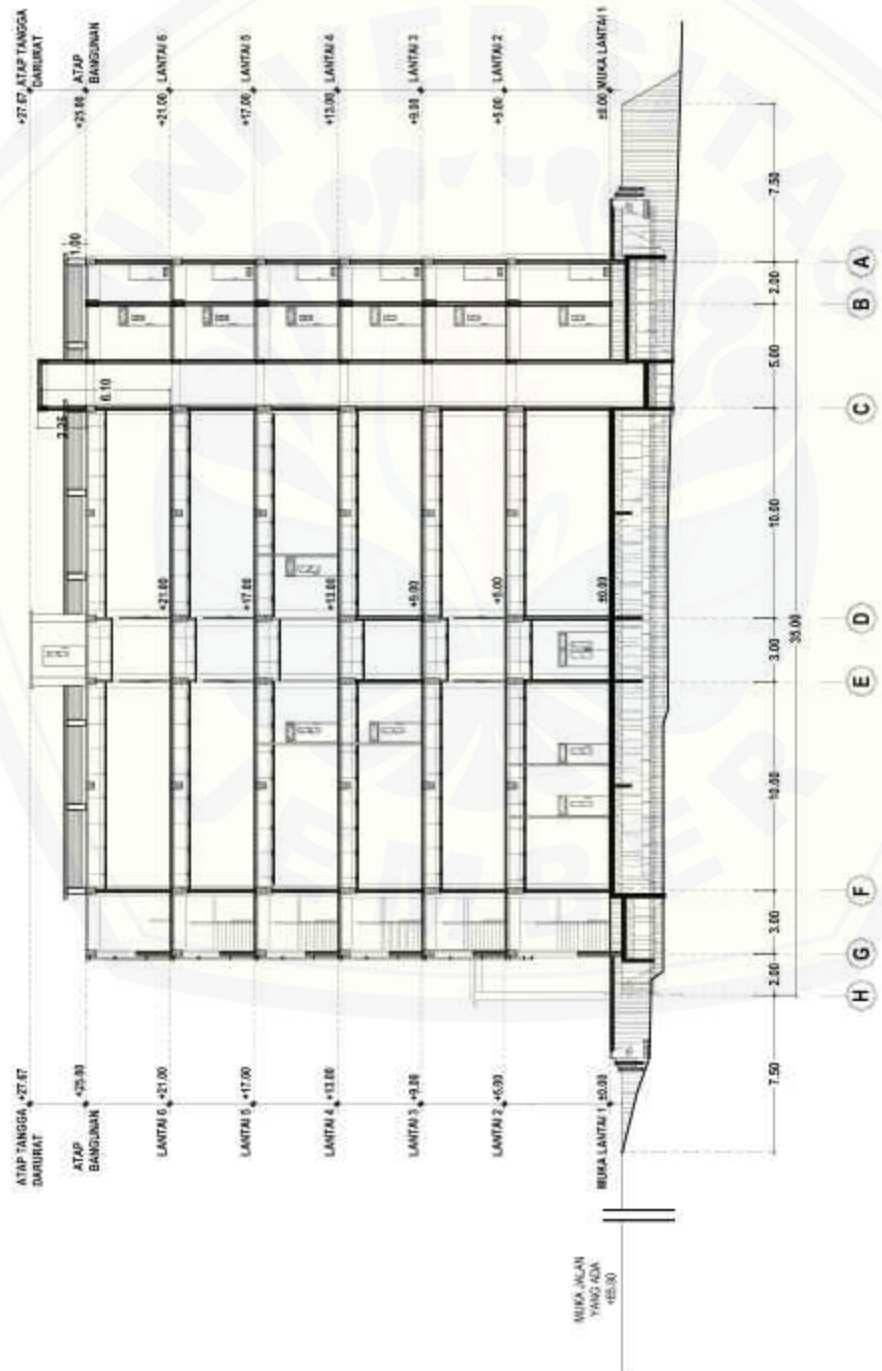 UNIVERSITAS
JEMBER
ATAP TANGGA DARURAT +27.67
ATAP BANGUNAN +25.00
LANTAI 6 +21.00
LANTAI 5 +17.00
LANTAI 4 +13.00
LANTAI 3 +9.00
LANTAI 2 +5.00
MUKA LANTAI 1 ±0.00
MUKA JALAN
YANG ADA
+27.67 ATAP TANGGA
DARURAT
+25.00 ATAP
BANGUNAN
+21.00 LANTAI 6
+17.00 LANTAI 5
+13.00 LANTAI 4
+9.00 LANTAI 3
+5.00 LANTAI 2
±0.00 MUKA LANTAI 1
1.00
6.10
+21.00
+17.00
+13.00
+9.00
+5.00
±0.00
7.50
2.00
3.00
10.00
3.00
10.00
5.00
2.00
7.50
H
G
F
E
D
C
B
A